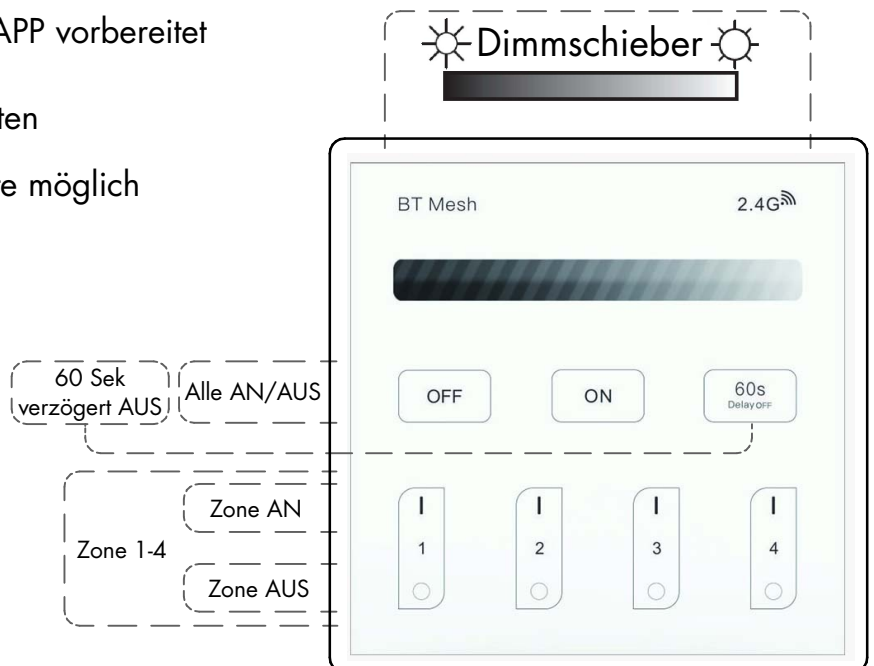 APP vorbereitet
Dimmschieber
möglich
BT Mesh
2.4G
60 Sek
verzögert AUS
Alle AN/AUS
OFF
ON
60s
Delay OFF
Zone 1-4
Zone AN
Zone AUS
1
2
3
4